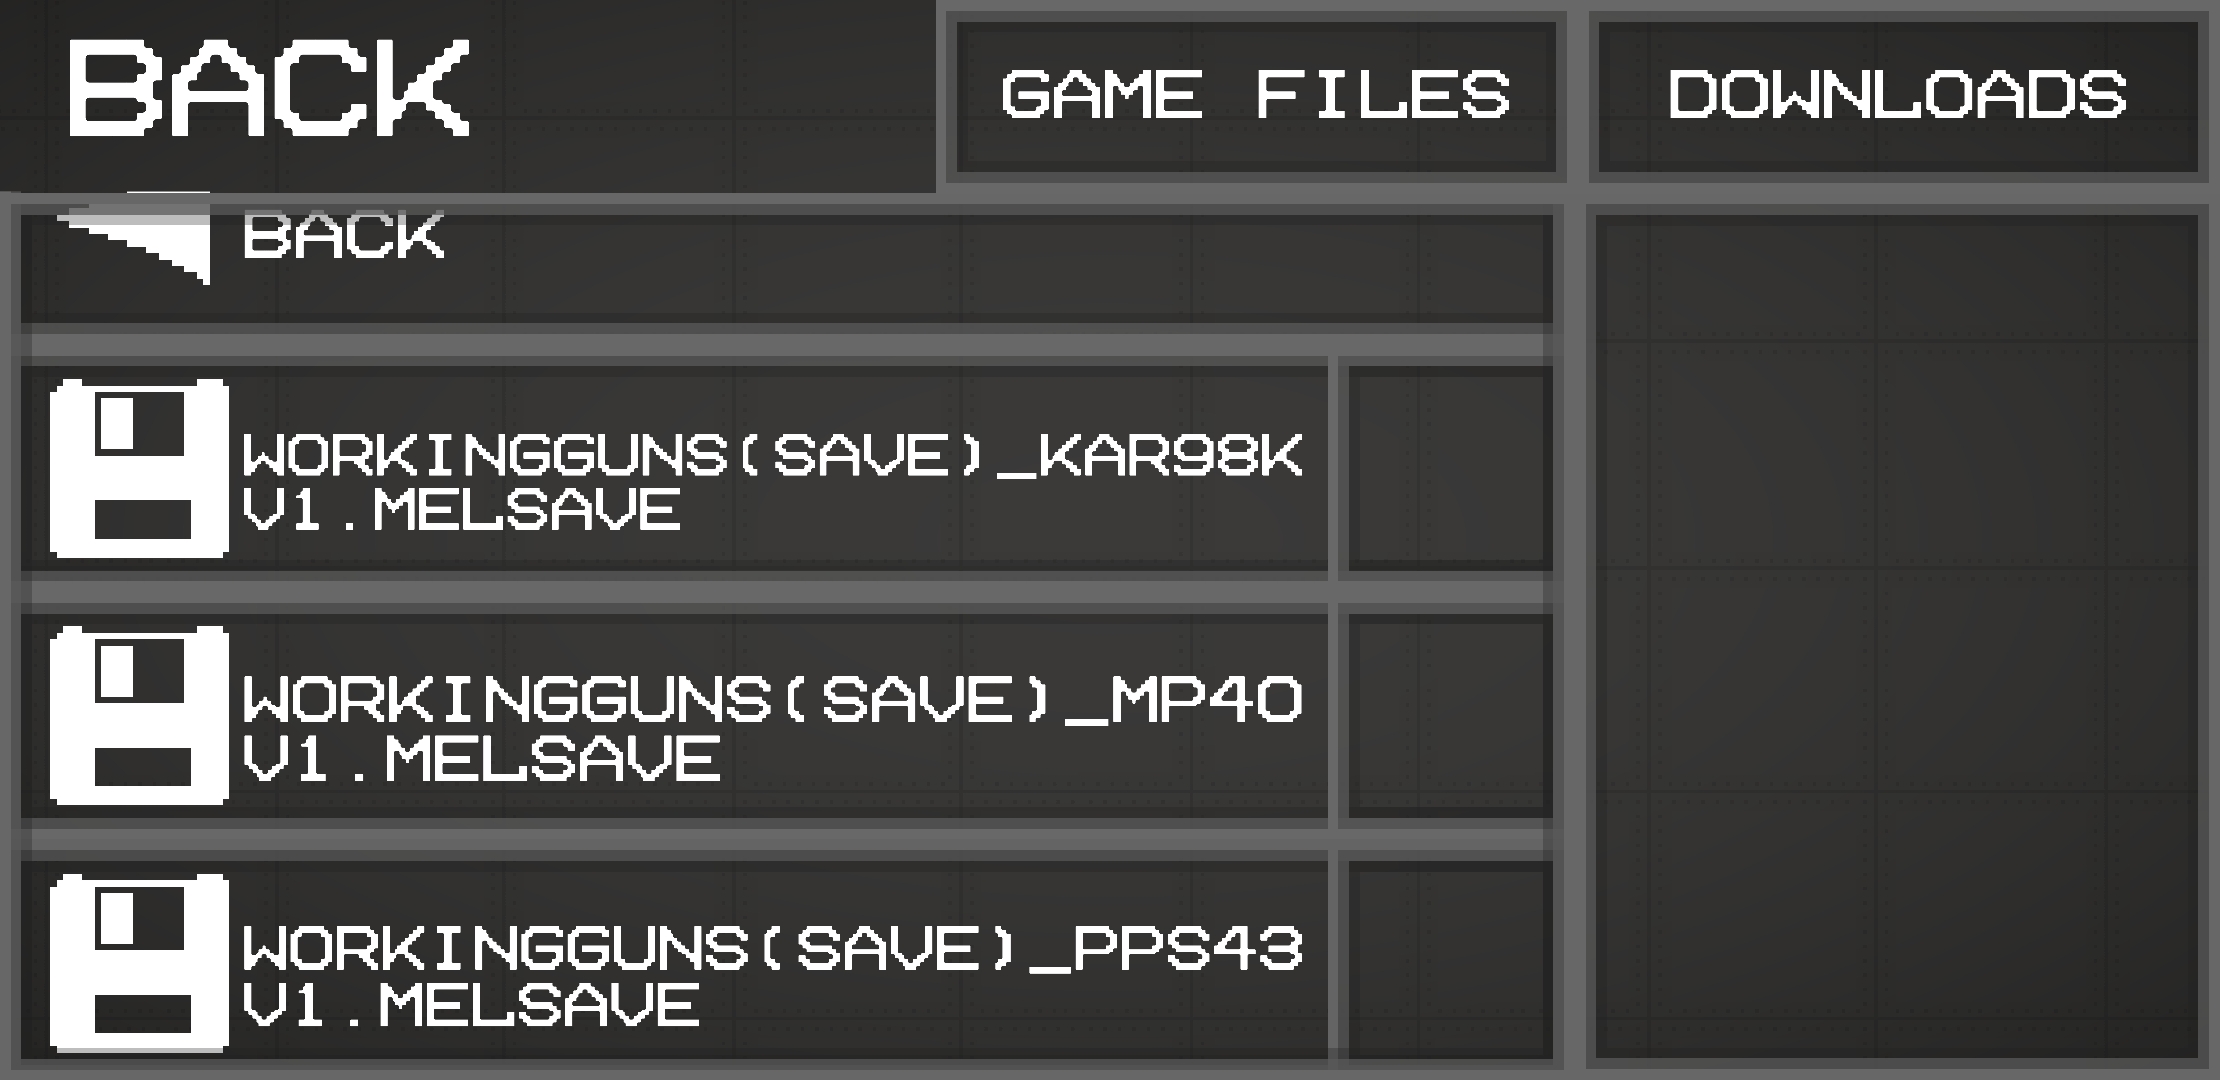 BACK
GAME FILES
DOWNLOADS
BACK
WORKINGGUNS(SAVE)_KAR98K
V1.MELSAVE
WORKINGGUNS(SAVE)_MP40
V1.MELSAVE
WORKINGGUNS(SAVE)_PPS43
V1.MELSAVE